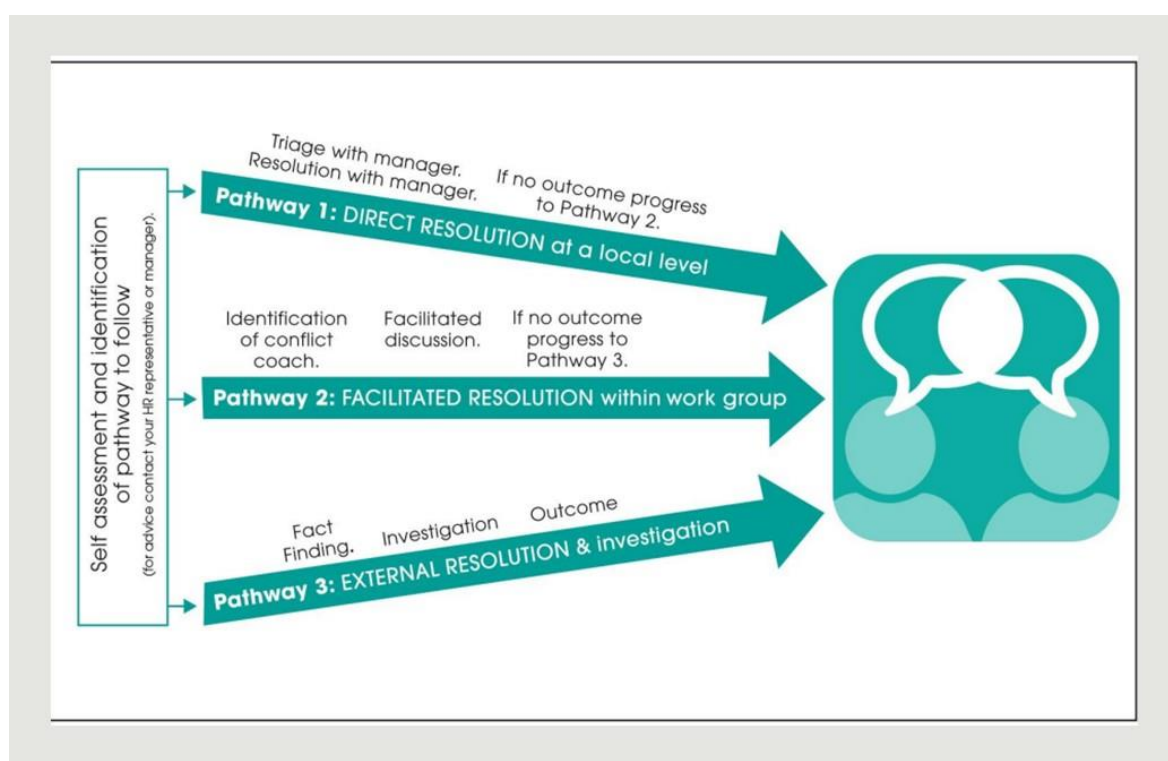 Self assessment and identification
of pathway to follow
(for advice contact your HR representative or manager).
Triage with manager.
Resolution with manager.
If no outcome progress
to Pathway 2.
Pathway 1: DIRECT RESOLUTION at a local level
Identification
of conflict
coach.
Facilitated
discussion.
If no outcome
progress to
Pathway 3.
Pathway 2: FACILITATED RESOLUTION within work group
Fact
Finding.
Investigation
Outcome
Pathway 3: EXTERNAL RESOLUTION & investigation